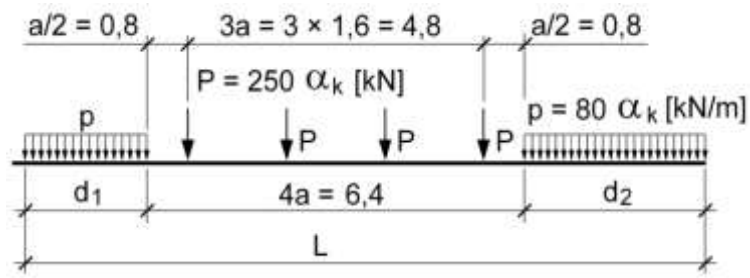 a/2 = 0,8 3a = 3 × 1,6 = 4,8 a/2 = 0,8
P = 250 αk [kN]
p P P P p = 80 αk [kN/m]
d1 4a = 6,4 d2
L